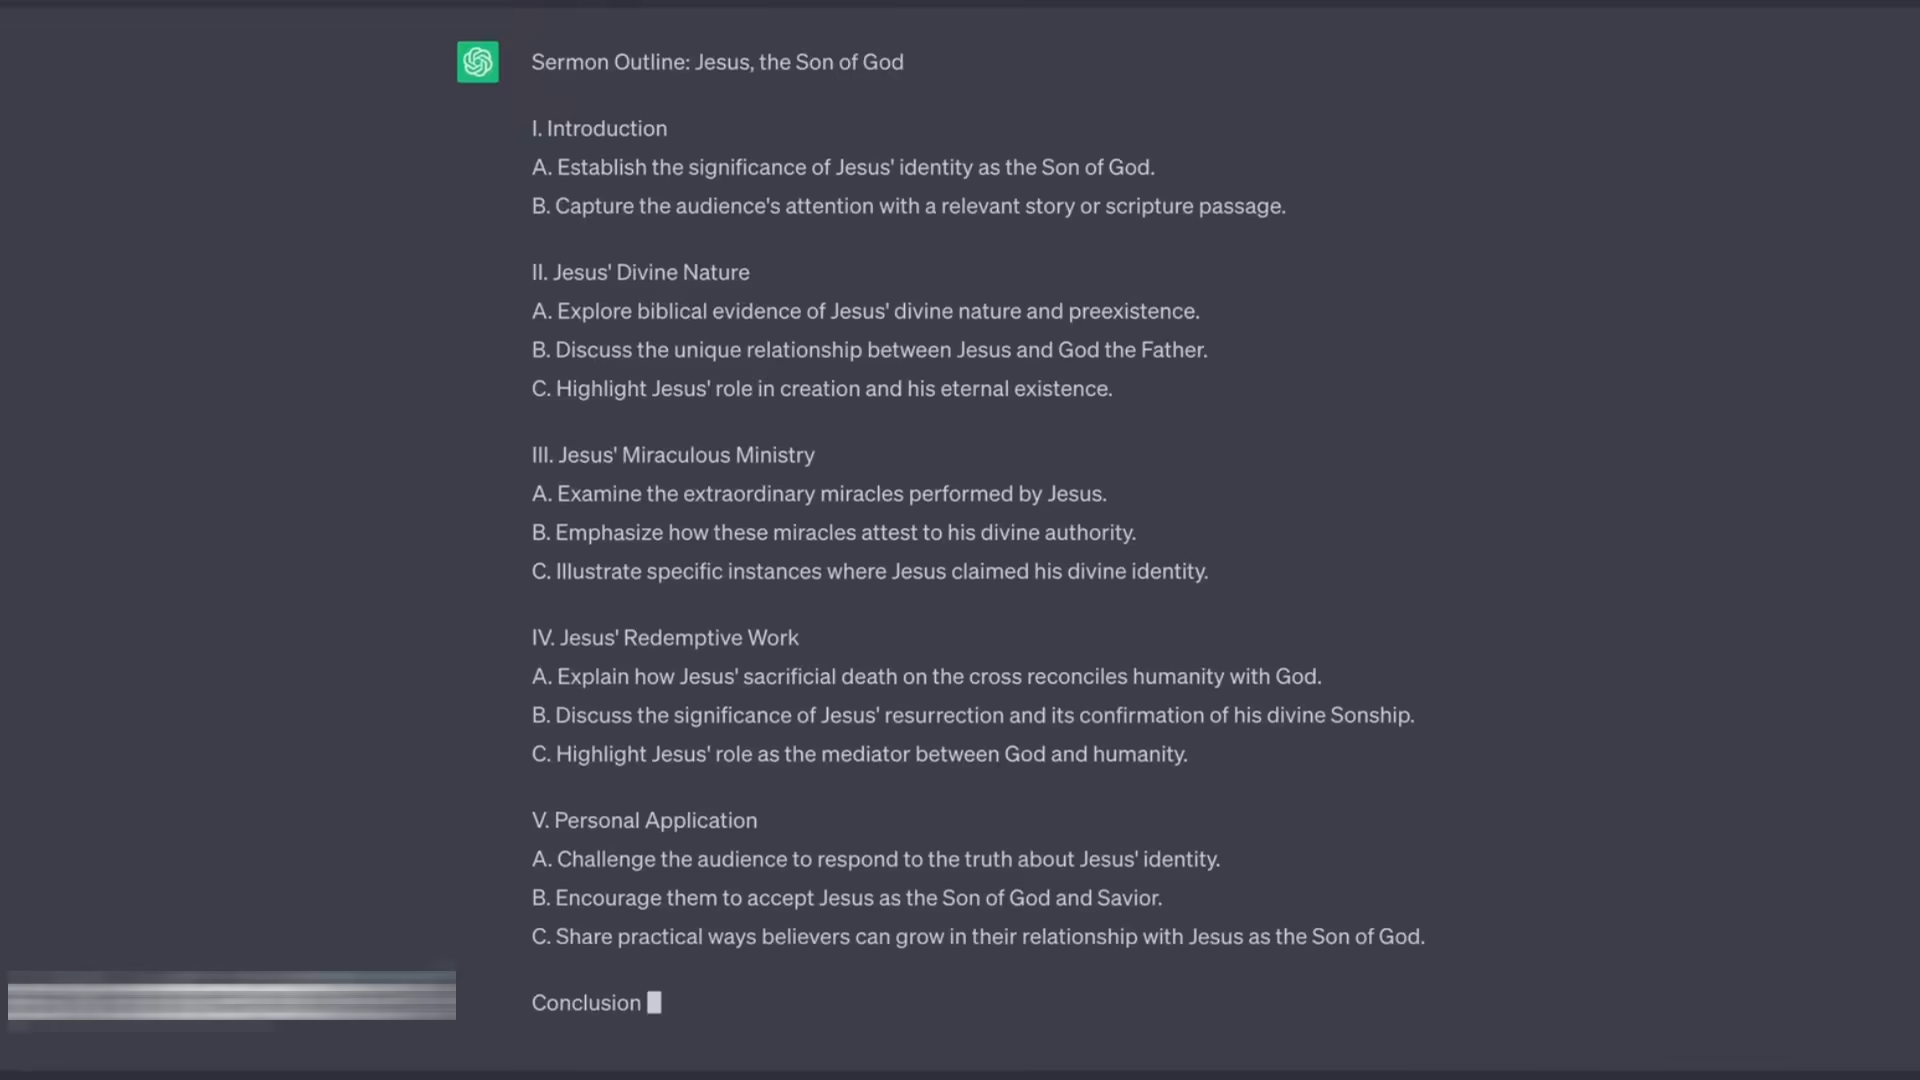 Sermon Outline: Jesus, the Son of God
I. Introduction
A. Establish the significance of Jesus' identity as the Son of God.
B. Capture the audience's attention with a relevant story or scripture passage.
II. Jesus' Divine Nature
A. Explore biblical evidence of Jesus' divine nature and preexistence.
B. Discuss the unique relationship between Jesus and God the Father.
C. Highlight Jesus' role in creation and his eternal existence.
III. Jesus' Miraculous Ministry
A. Examine the extraordinary miracles performed by Jesus.
B. Emphasize how these miracles attest to his divine authority.
C. Illustrate specific instances where Jesus claimed his divine identity.
IV. Jesus' Redemptive Work
A. Explain how Jesus' sacrificial death on the cross reconciles humanity with God.
B. Discuss the significance of Jesus' resurrection and its confirmation of his divine Sonship.
C. Highlight Jesus' role as the mediator between God and humanity.
V. Personal Application
A. Challenge the audience to respond to the truth about Jesus' identity.
B. Encourage them to accept Jesus as the Son of God and Savior.
C. Share practical ways believers can grow in their relationship with Jesus as the Son of God.
Conclusion